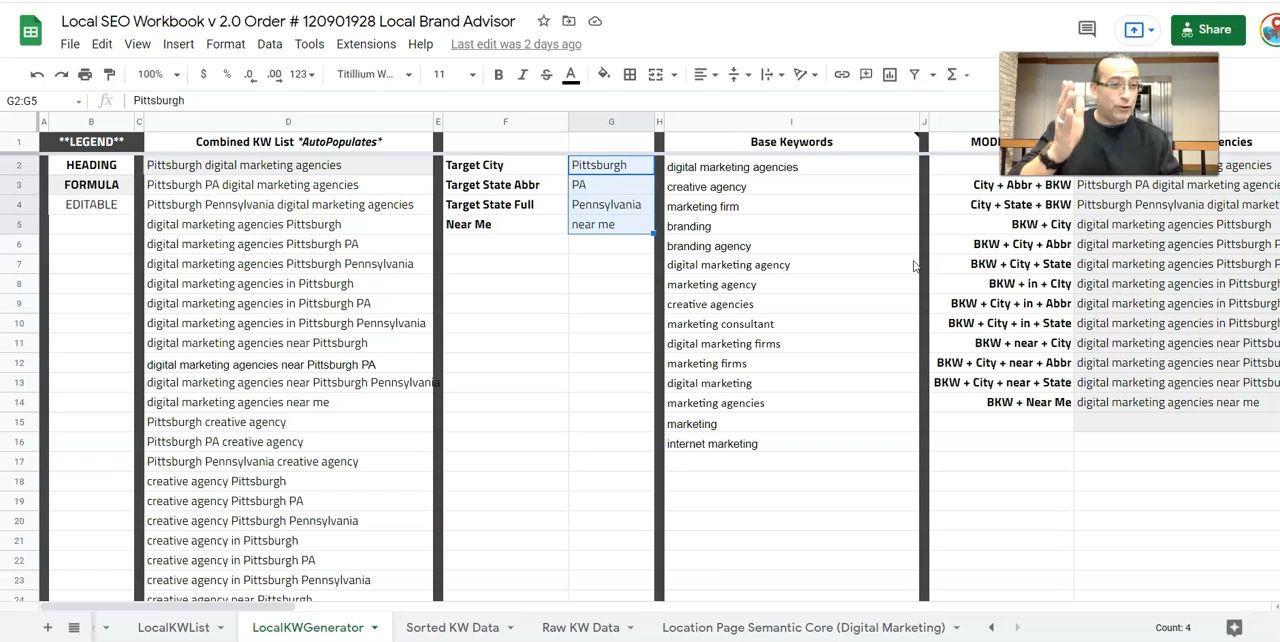 Local SEO Workbook v 2.0 Order # 120901928 Local Brand Advisor
File Edit View Insert Format Data Tools Extensions Help Last edit was 2 days ago
Share
100% $ % .0 .00 123 Titillium W... 11 B I S A
G2:G5 fx Pittsburgh
A B C D E F G H I J
1 **LEGEND** Combined KW List *AutoPopulates* Base Keywords
2 HEADING Pittsburgh digital marketing agencies Target City Pittsburgh digital marketing agencies
3 FORMULA Pittsburgh PA digital marketing agencies Target State Abbr PA creative agency City + Abbr + BKW Pittsburgh PA digital marketing agencies
4 EDITABLE Pittsburgh Pennsylvania digital marketing agencies Target State Full Pennsylvania marketing firm City + State + BKW Pittsburgh Pennsylvania digital market
5 digital marketing agencies Pittsburgh Near Me near me branding BKW + City digital marketing agencies Pittsburgh
6 digital marketing agencies Pittsburgh PA branding agency BKW + City + Abbr digital marketing agencies Pittsburgh P
7 digital marketing agencies Pittsburgh Pennsylvania digital marketing agency BKW + City + State digital marketing agencies Pittsburgh P
8 digital marketing agencies in Pittsburgh marketing agency BKW + in + CIty digital marketing agencies in Pittsburgh
9 digital marketing agencies in Pittsburgh PA creative agencies BKW + City + in + Abbr digital marketing agencies in Pittsburgh
10 digital marketing agencies in Pittsburgh Pennsylvania marketing consultant BKW + City + in + State digital marketing agencies in Pittsburgh
11 digital marketing agencies near Pittsburgh digital marketing firms BKW + near + City digital marketing agencies near Pittsbu
12 digital marketing agencies near Pittsburgh PA marketing firms BKW + City + near + Abbr digital marketing agencies near Pittsbu
13 digital marketing agencies near Pittsburgh Pennsylvania digital marketing BKW + City + near + State digital marketing agencies near Pittsbu
14 digital marketing agencies near me marketing agencies BKW + Near Me digital marketing agencies near me
15 Pittsburgh creative agency marketing
16 Pittsburgh PA creative agency internet marketing
17 Pittsburgh Pennsylvania creative agency
18 creative agency Pittsburgh
19 creative agency Pittsburgh PA
20 creative agency Pittsburgh Pennsylvania
21 creative agency in Pittsburgh
22 creative agency in Pittsburgh PA
23 creative agency in Pittsburgh Pennsylvania
24 creative agency near Pittsburgh
LocalKWList LocalKWGenerator Sorted KW Data Raw KW Data Location Page Semantic Core (Digital Marketing) Count: 4